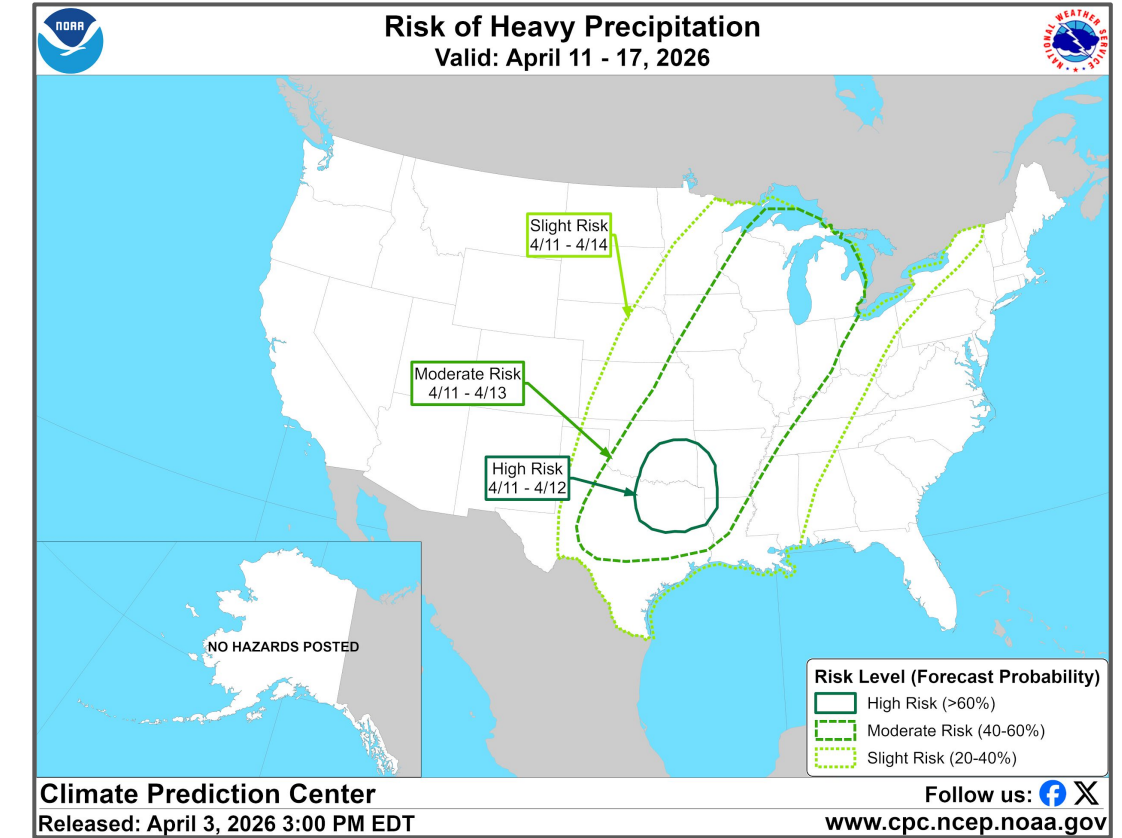 NOAA
Risk of Heavy Precipitation
Valid: April 11 - 17, 2026
NATIONAL WEATHER SERVICE
Slight Risk
4/11 - 4/14
Moderate Risk
4/11 - 4/13
High Risk
4/11 - 4/12
NO HAZARDS POSTED
Risk Level (Forecast Probability)
High Risk (>60%)
Moderate Risk (40-60%)
Slight Risk (20-40%)
Climate Prediction Center
Follow us:
Released: April 3, 2026 3:00 PM EDT
www.cpc.ncep.noaa.gov